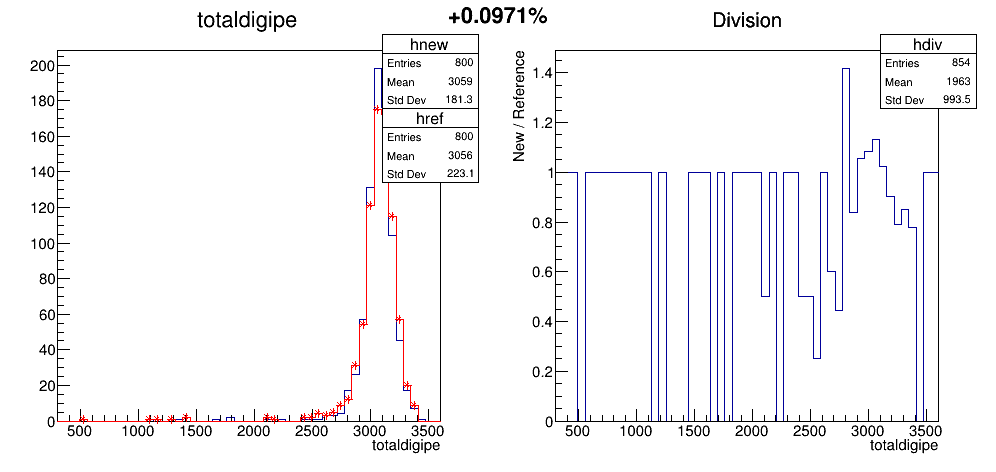 +0.0971%
totaldigipe
hnew
Entries 800
Mean 3059
Std Dev 181.3
href
Entries 800
Mean 3056
Std Dev 223.1
200
180
160
140
120
100
80
60
40
20
0
500 1000 1500 2000 2500 3000 3500
totaldigipe
Division
hdiv
Entries 854
Mean 1963
Std Dev 993.5
New / Reference
1.4
1.2
1
0.8
0.6
0.4
0.2
0
500 1000 1500 2000 2500 3000 3500
totaldigipe